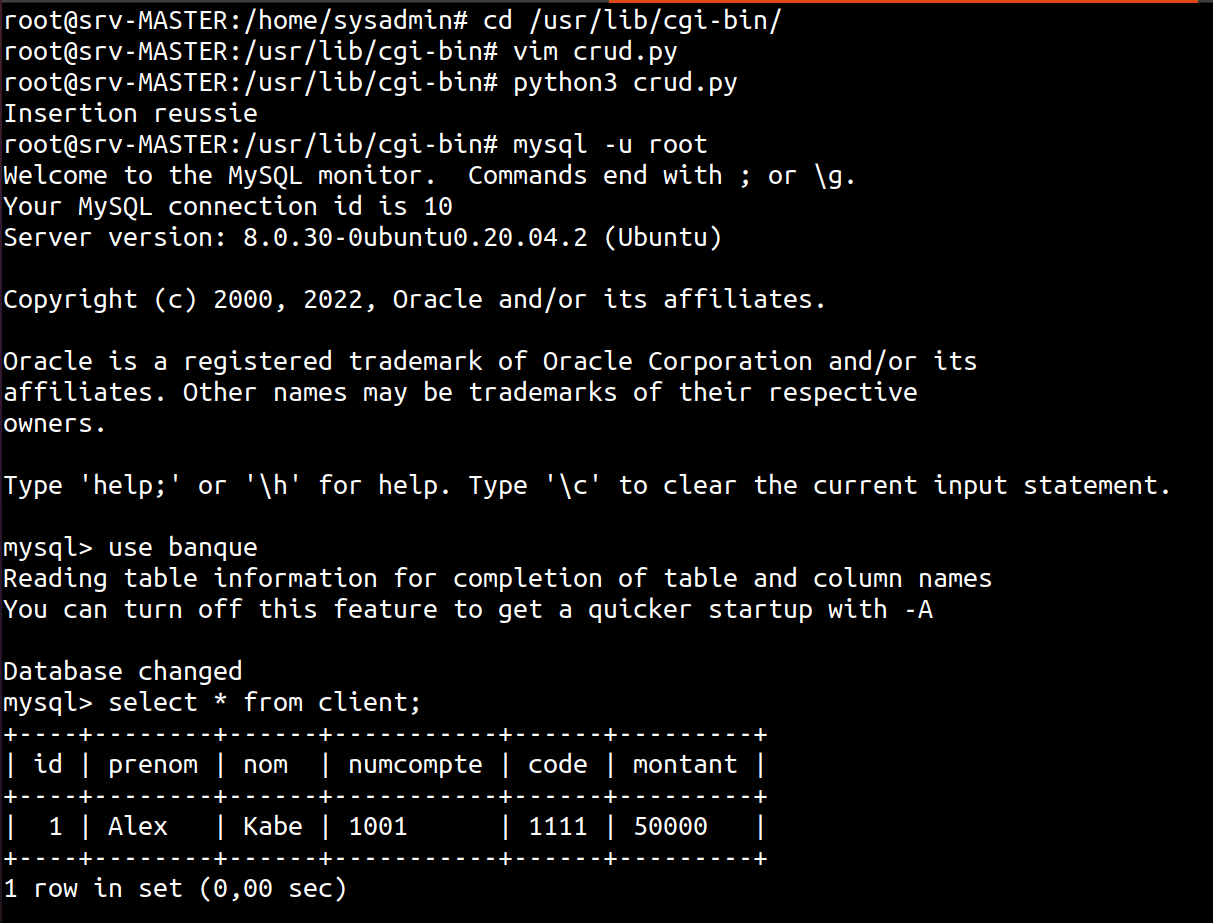 root@srv-MASTER:/home/sysadmin# cd /usr/lib/cgi-bin/
root@srv-MASTER:/usr/lib/cgi-bin# vim crud.py
root@srv-MASTER:/usr/lib/cgi-bin# python3 crud.py
Insertion reussie
root@srv-MASTER:/usr/lib/cgi-bin# mysql -u root
Welcome to the MySQL monitor.  Commands end with ; or \g.
Your MySQL connection id is 10
Server version: 8.0.30-0ubuntu0.20.04.2 (Ubuntu)

Copyright (c) 2000, 2022, Oracle and/or its affiliates.

Oracle is a registered trademark of Oracle Corporation and/or its
affiliates. Other names may be trademarks of their respective
owners.

Type 'help;' or '\h' for help. Type '\c' to clear the current input statement.

mysql> use banque
Reading table information for completion of table and column names
You can turn off this feature to get a quicker startup with -A

Database changed
mysql> select * from client;
+----+--------+------+-----------+------+---------+
| id | prenom | nom  | numcompte | code | montant |
+----+--------+------+-----------+------+---------+
|  1 | Alex   | Kabe | 1001      | 1111 | 50000   |
+----+--------+------+-----------+------+---------+
1 row in set (0,00 sec)